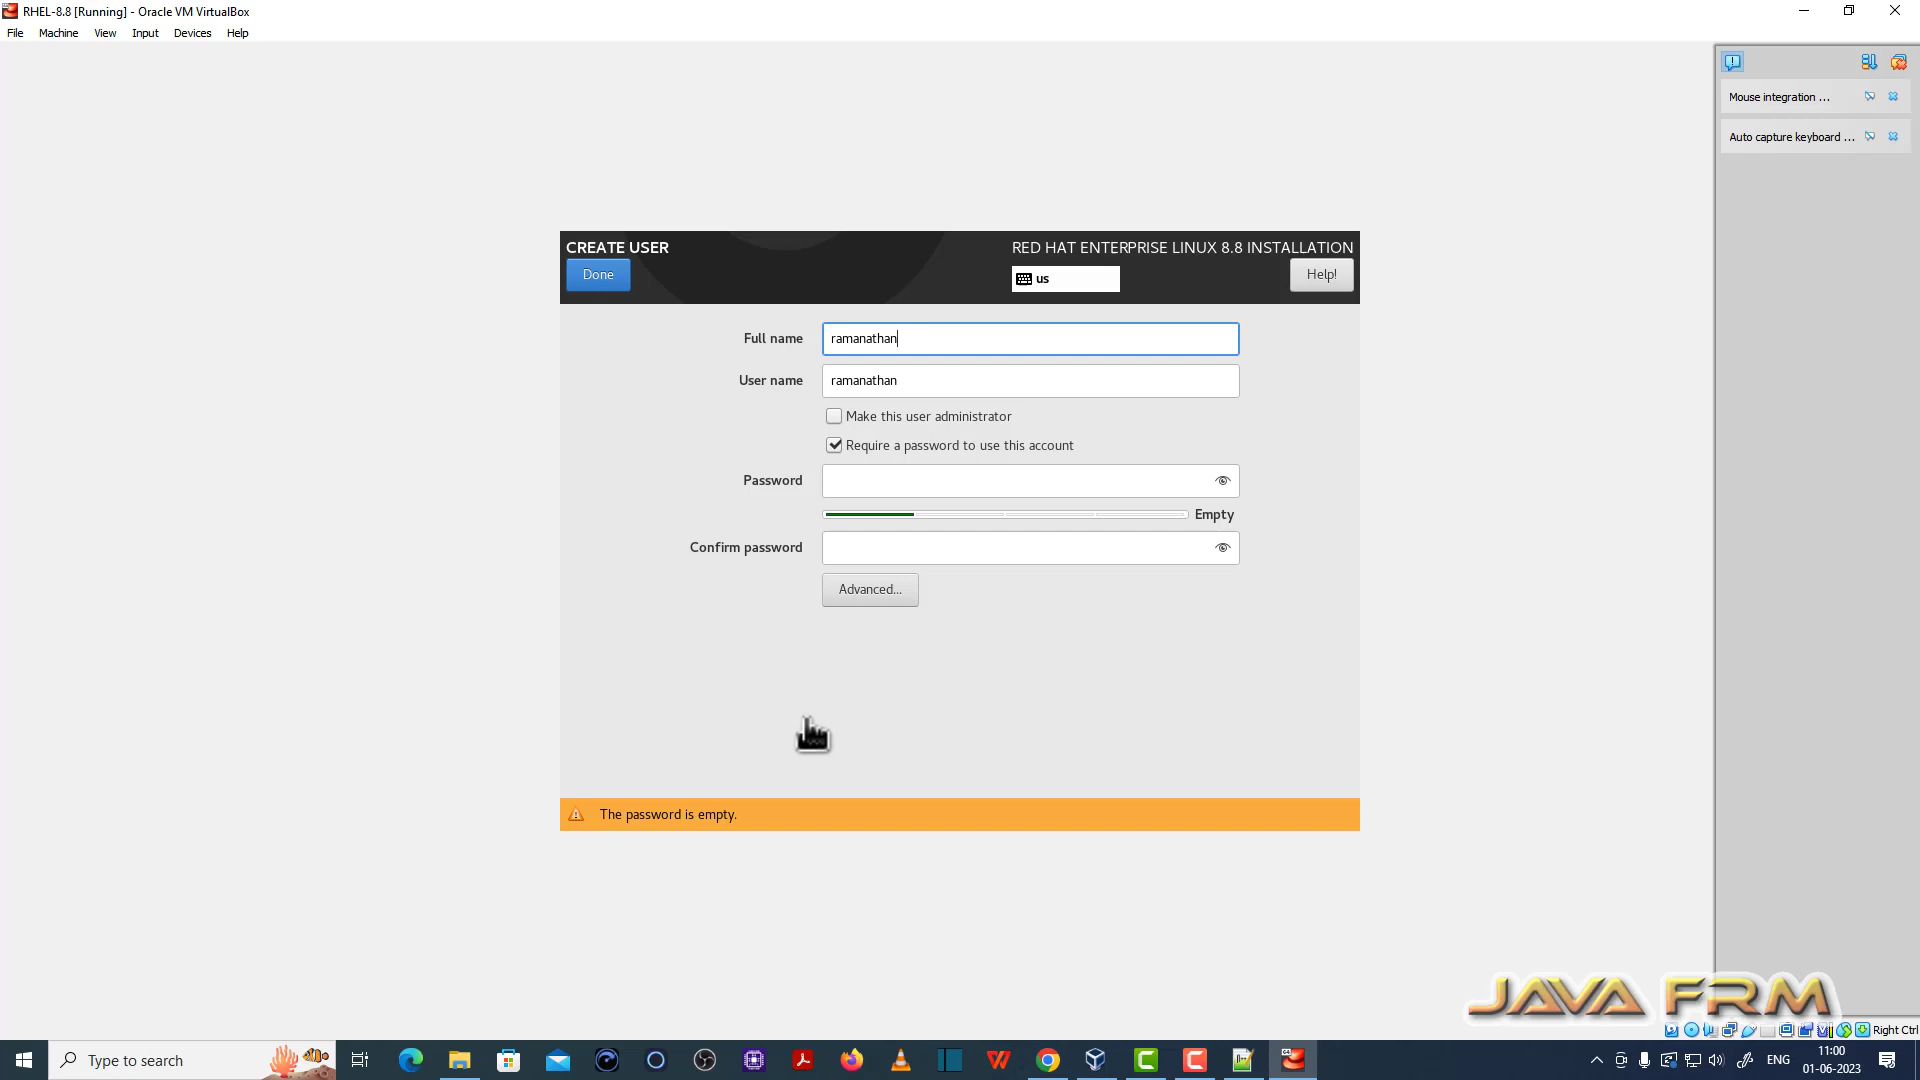 RHEL-8.8 [Running] - Oracle VM VirtualBox
File Machine View Input Devices Help
Mouse integration ...
Auto capture keyboard ...
CREATE USER
RED HAT ENTERPRISE LINUX 8.8 INSTALLATION
Done
us
Help!
Full name
ramanathan
User name
ramanathan
Make this user administrator
Require a password to use this account
Password
Empty
Confirm password
Advanced...
The password is empty.
JAVA FRM
Right Ctrl
Type to search
ENG
11:00
01-06-2023